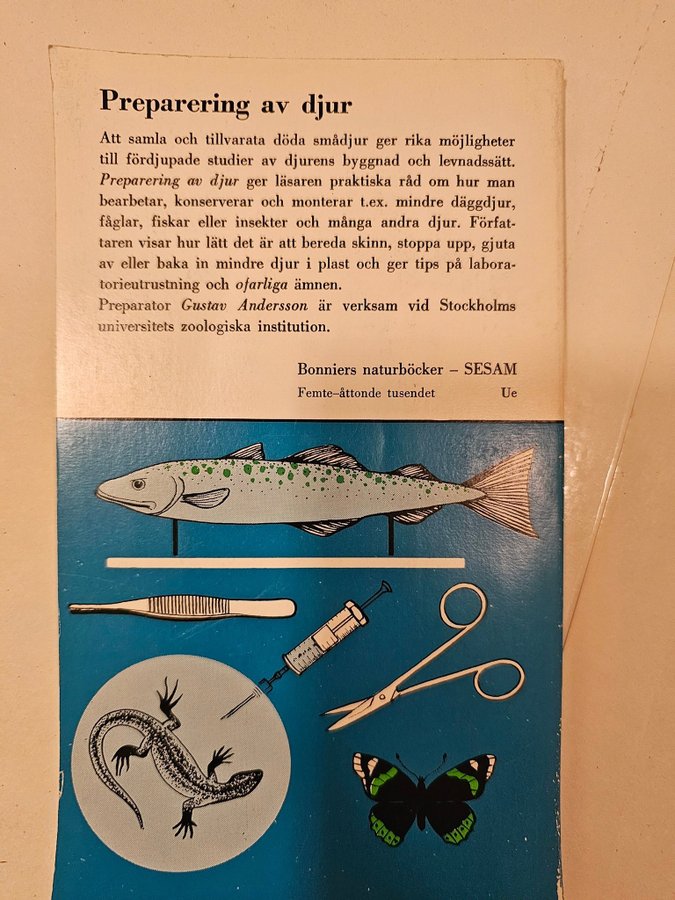 Preparering av djur
Att samla och tillvarata döda smådjur ger rika möjligheter
till fördjupade studier av djurens byggnad och levnadssätt.
Preparering av djur ger läsaren praktiska råd om hur man
bearbetar, konserverar och monterar t.ex. mindre däggdjur,
fåglar, fiskar eller insekter och många andra djur. Förfat-
taren visar hur lätt det är att bereda skinn, stoppa upp, gjuta
av eller baka in mindre djur i plast och ger tips på labora-
torieutrustning och ofarliga ämnen.
Preparator Gustav Andersson är verksam vid Stockholms
universitets zoologiska institution.
Bonniers naturböcker – SESAM
Femte–åttonde tusendet Ue